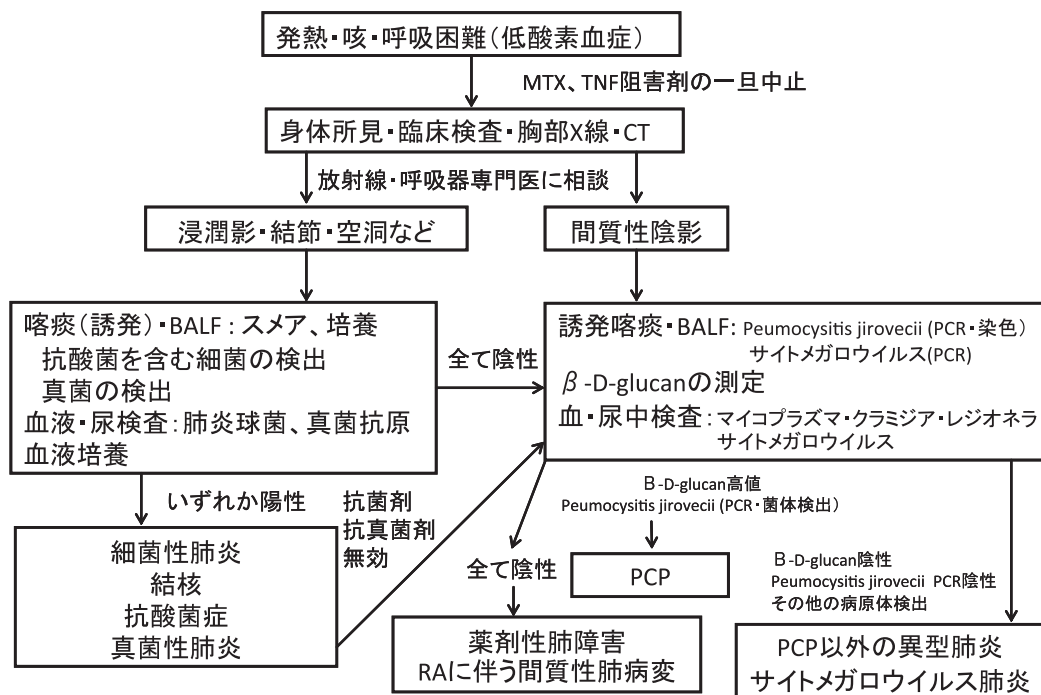 発熱・咳・呼吸困難(低酸素血症)
MTX、TNF阻害剤の一旦中止
身体所見・臨床検査・胸部X線・CT
放射線・呼吸器専門医に相談
浸潤影・結節・空洞など
間質性陰影
喀痰(誘発)・BALF:スメア、培養
抗酸菌を含む細菌の検出
真菌の検出
血液・尿検査:肺炎球菌、真菌抗原
血液培養
全て陰性
誘発喀痰・BALF: Peumocysitis jirovecii (PCR・染色)
サイトメガロウイルス(PCR)
β-D-glucanの測定
血・尿中検査:マイコプラズマ・クラミジア・レジオネラ
サイトメガロウイルス
いずれか陽性
抗菌剤
抗真菌剤
無効
細菌性肺炎
結核
抗酸菌症
真菌性肺炎
Β-D-glucan高値
Peumocysitis jirovecii (PCR・菌体検出)
全て陰性
PCP
Β-D-glucan陰性
Peumocysitis jirovecii PCR陰性
その他の病原体検出
薬剤性肺障害
RAに伴う間質性肺病変
PCP以外の異型肺炎
サイトメガロウイルス肺炎